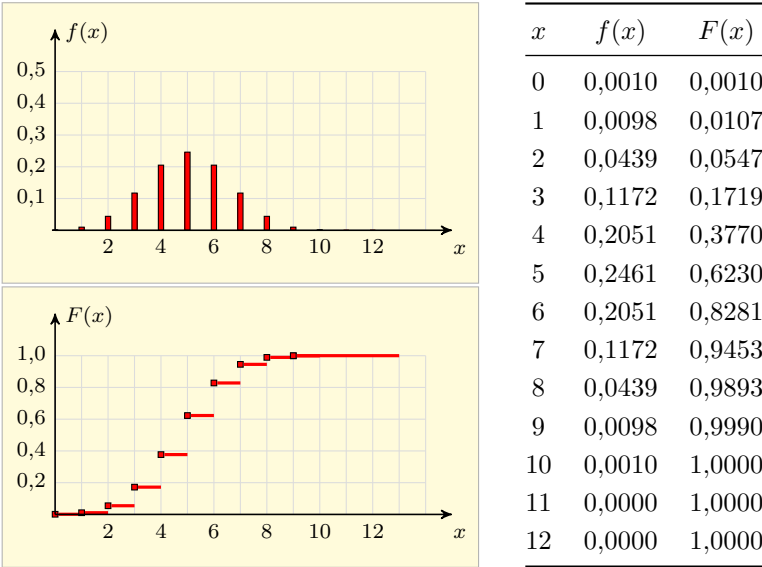 f(x)
0,5
0,4
0,3
0,2
0,1
2 4 6 8 10 12 x
F(x)
1,0
0,8
0,6
0,4
0,2
2 4 6 8 10 12 x
x f(x) F(x)
0 0,0010 0,0010
1 0,0098 0,0107
2 0,0439 0,0547
3 0,1172 0,1719
4 0,2051 0,3770
5 0,2461 0,6230
6 0,2051 0,8281
7 0,1172 0,9453
8 0,0439 0,9893
9 0,0098 0,9990
10 0,0010 1,0000
11 0,0000 1,0000
12 0,0000 1,0000